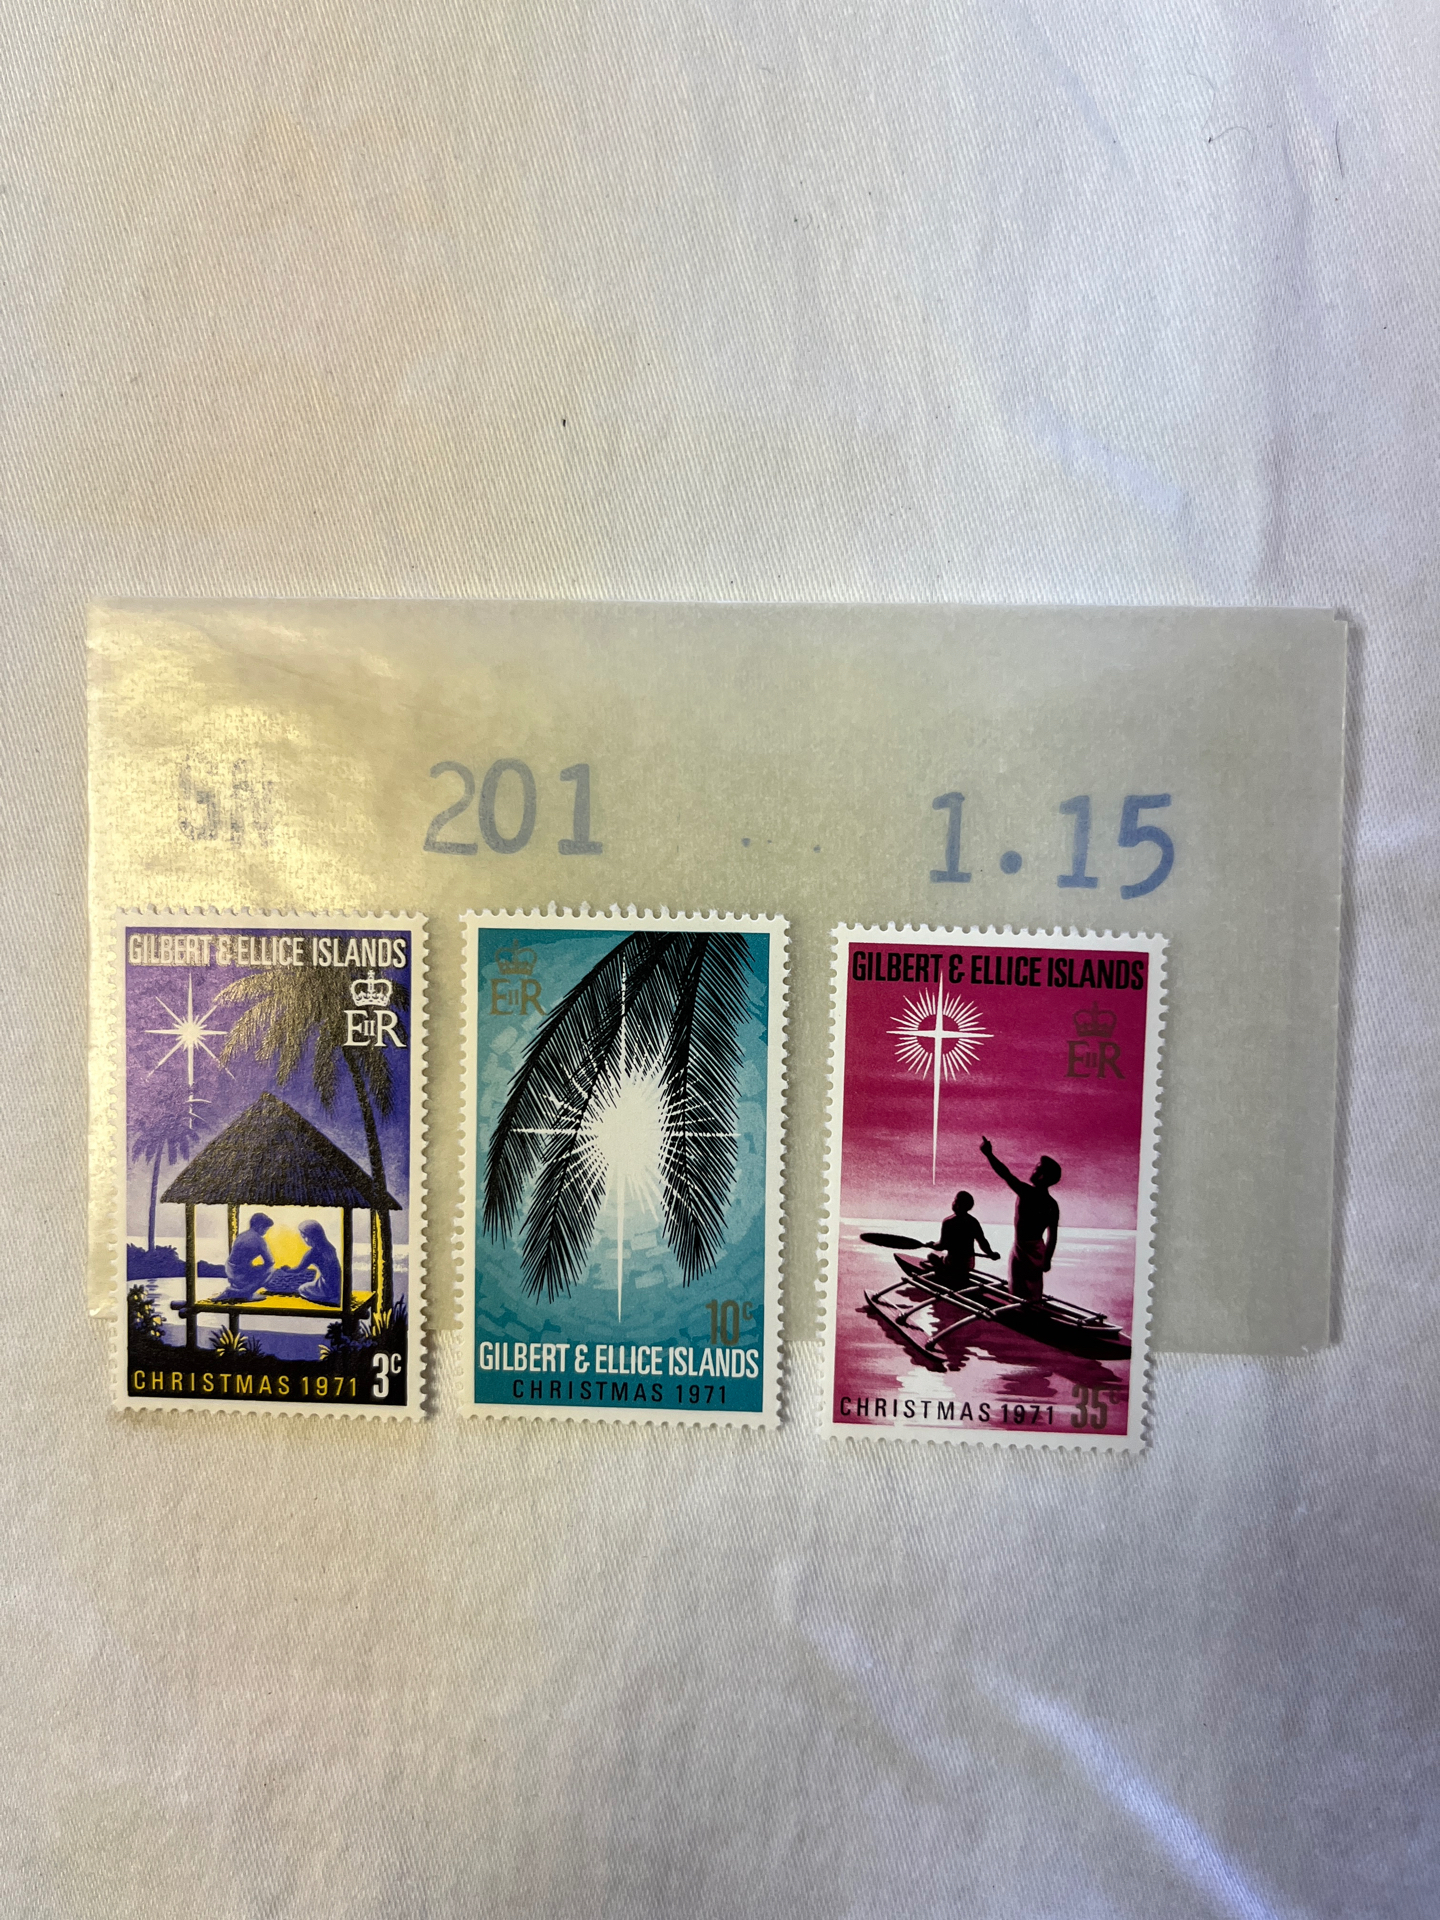 SN 201 .. 1.15
GILBERT & ELLICE ISLANDS
EIIR
3c
CHRISTMAS 1971
EIIR
10c
GILBERT & ELLICE ISLANDS
CHRISTMAS 1971
GILBERT & ELLICE ISLANDS
EIIR
CHRISTMAS 1971 35c